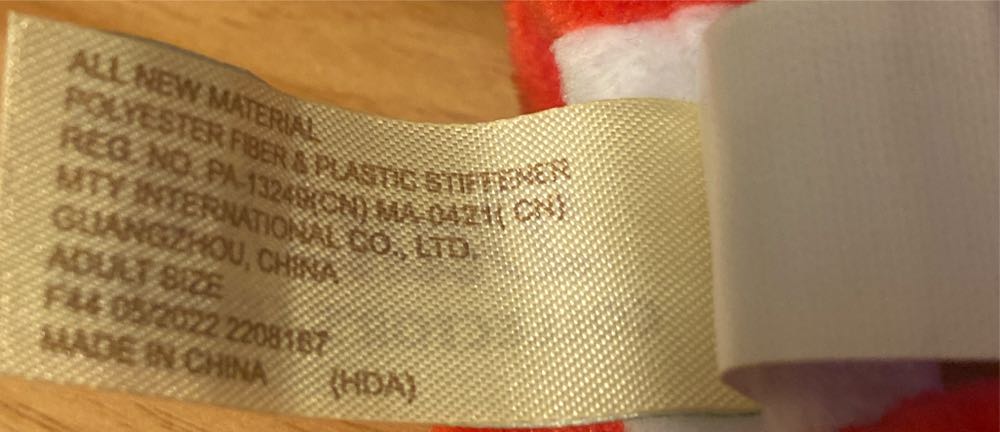 ALL NEW MATERIAL
POLYESTER FIBER & PLASTIC STIFFENER
REG. NO. PA-13249(CN) MA-0421( CN)
MTY INTERNATIONAL CO., LTD.
GUANGZHOU, CHINA
ADULT SIZE
F44 05/2022 2208187
MADE IN CHINA (HDA)